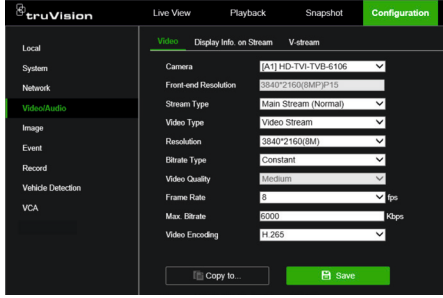 truVision
Live View Playback Snapshot Configuration
Local
System
Network
Video/Audio
Image
Event
Record
Vehicle Detection
VCA
Video Display Info. on Stream V-stream
Camera [A1] HD-TVI-TVB-6106
Front-end Resolution 3840*2160(8MP)P15
Stream Type Main Stream (Normal)
Video Type Video Stream
Resolution 3840*2160(8M)
Bitrate Type Constant
Video Quality Medium
Frame Rate 8 fps
Max. Bitrate 6000 Kbps
Video Encoding H.265
Copy to... Save